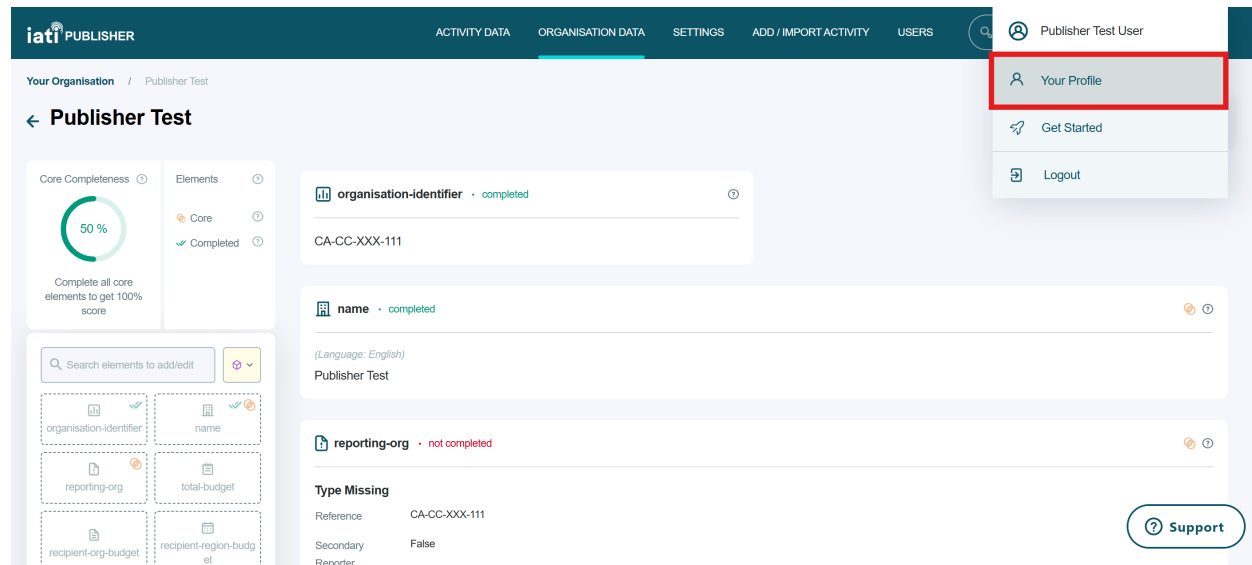 iati PUBLISHER
ACTIVITY DATA
ORGANISATION DATA
SETTINGS
ADD / IMPORT ACTIVITY
USERS
Publisher Test User
Your Profile
Get Started
Logout
Your Organisation / Publisher Test
Publisher Test
Core Completeness
Elements
50 %
Core
Completed
Complete all core
elements to get 100%
score
Search elements to add/edit
organisation-identifier
name
reporting-org
total-budget
recipient-org-budget
recipient-region-budg
et
organisation-identifier · completed
CA-CC-XXX-111
name · completed
(Language: English)
Publisher Test
reporting-org · not completed
Type Missing
Reference CA-CC-XXX-111
Secondary False
Reporter
Support